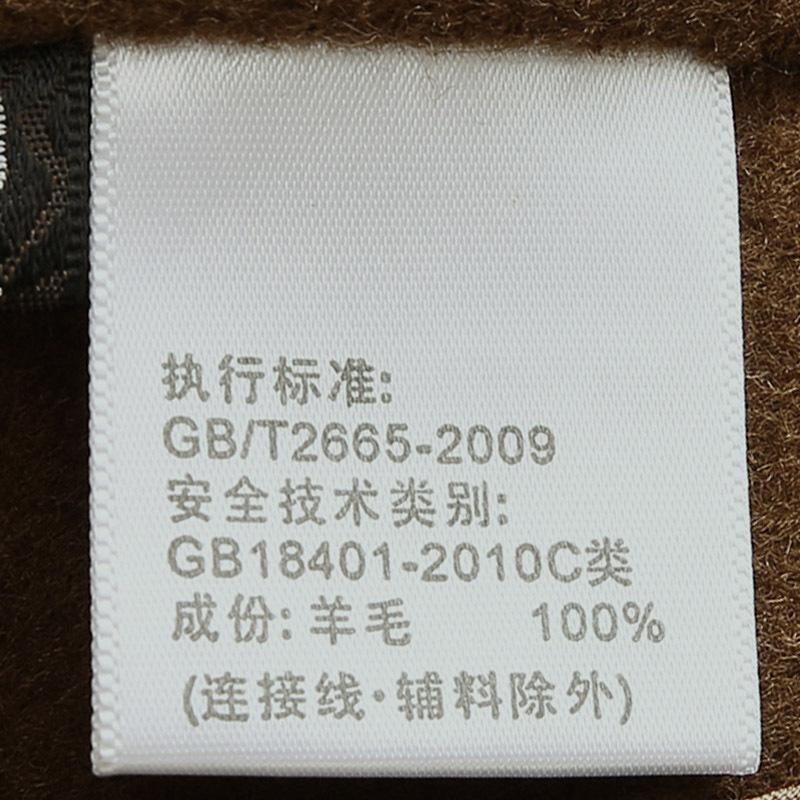 执行标准:
GB/T2665-2009
安全技术类别:
GB18401-2010C类
成份: 羊毛 100%
(连接线·辅料除外)